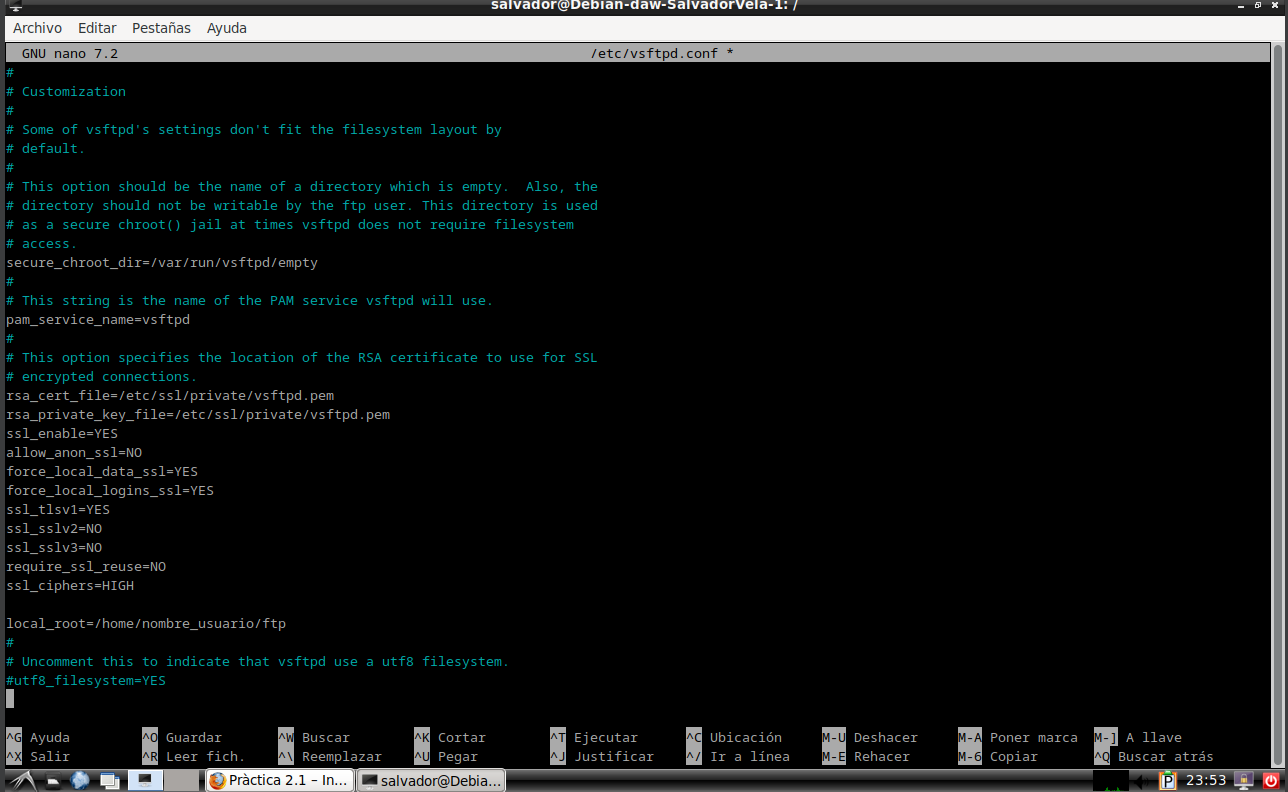 salvador@Debian-daw-SalvadorVela-1: /
Archivo Editar Pestañas Ayuda
GNU nano 7.2 /etc/vsftpd.conf *
#
# Customization
#
# Some of vsftpd's settings don't fit the filesystem layout by
# default.
#
# This option should be the name of a directory which is empty.  Also, the
# directory should not be writable by the ftp user. This directory is used
# as a secure chroot() jail at times vsftpd does not require filesystem
# access.
secure_chroot_dir=/var/run/vsftpd/empty
#
# This string is the name of the PAM service vsftpd will use.
pam_service_name=vsftpd
#
# This option specifies the location of the RSA certificate to use for SSL
# encrypted connections.
rsa_cert_file=/etc/ssl/private/vsftpd.pem
rsa_private_key_file=/etc/ssl/private/vsftpd.pem
ssl_enable=YES
allow_anon_ssl=NO
force_local_data_ssl=YES
force_local_logins_ssl=YES
ssl_tlsv1=YES
ssl_sslv2=NO
ssl_sslv3=NO
require_ssl_reuse=NO
ssl_ciphers=HIGH
local_root=/home/nombre_usuario/ftp
#
# Uncomment this to indicate that vsftpd use a utf8 filesystem.
#utf8_filesystem=YES
^G Ayuda ^O Guardar ^W Buscar ^K Cortar ^T Ejecutar ^C Ubicación M-U Deshacer M-A Poner marca M-] A llave
^X Salir ^R Leer fich. ^\ Reemplazar ^U Pegar ^J Justificar ^/ Ir a línea M-E Rehacer M-6 Copiar ^Q Buscar atrás
Pràctica 2.1 – In... salvador@Debia... P 23:53